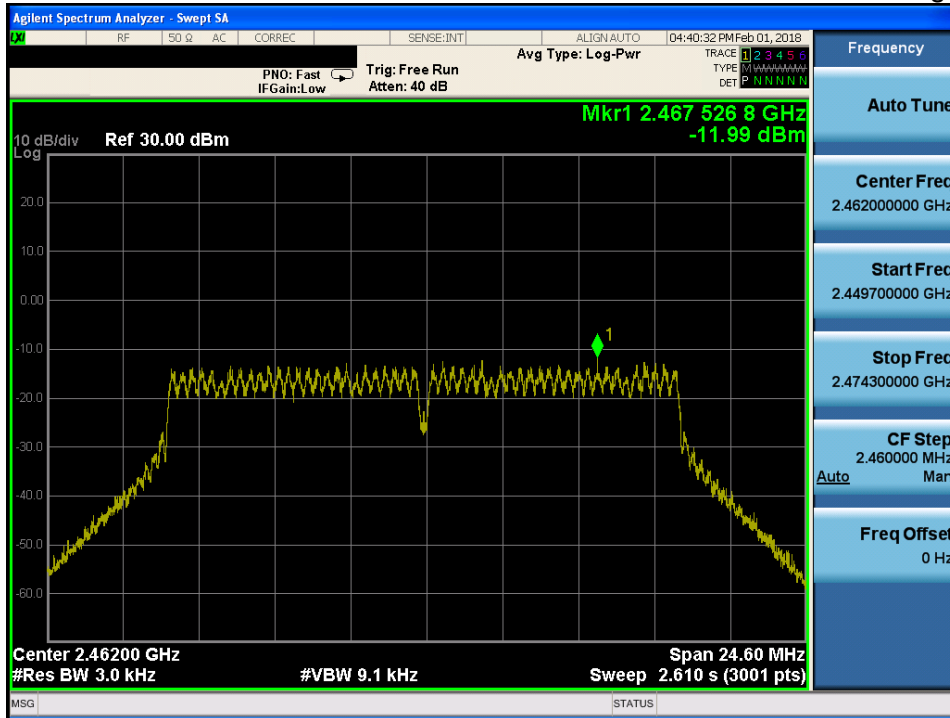 Agilent Spectrum Analyzer - Swept SA
LXI RF 50 Ω AC CORREC SENSE:INT ALIGN AUTO 04:40:32 PM Feb 01, 2018
Avg Type: Log-Pwr TRACE 1 2 3 4 5 6
PNO: Fast Trig: Free Run TYPE M W W W W W
IFGain:Low Atten: 40 dB DET P N N N N N
Mkr1 2.467 526 8 GHz
10 dB/div Ref 30.00 dBm -11.99 dBm
Log
20.0
10.0
0.00
1
-10.0
-20.0
-30.0
-40.0
-50.0
-60.0
Center 2.46200 GHz Span 24.60 MHz
#Res BW 3.0 kHz #VBW 9.1 kHz Sweep 2.610 s (3001 pts)
MSG STATUS
Frequency
Auto Tune
Center Freq
2.462000000 GHz
Start Freq
2.449700000 GHz
Stop Freq
2.474300000 GHz
CF Step
2.460000 MHz
Auto Man
Freq Offset
0 Hz